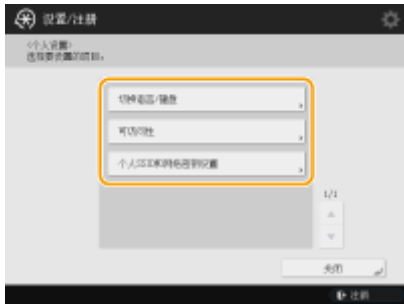 设置/注册
<个人设置>
选择要设置的项目。
切换语言/键盘
可访问性
个人SSID和网络密钥设置
1/1
关闭
注销